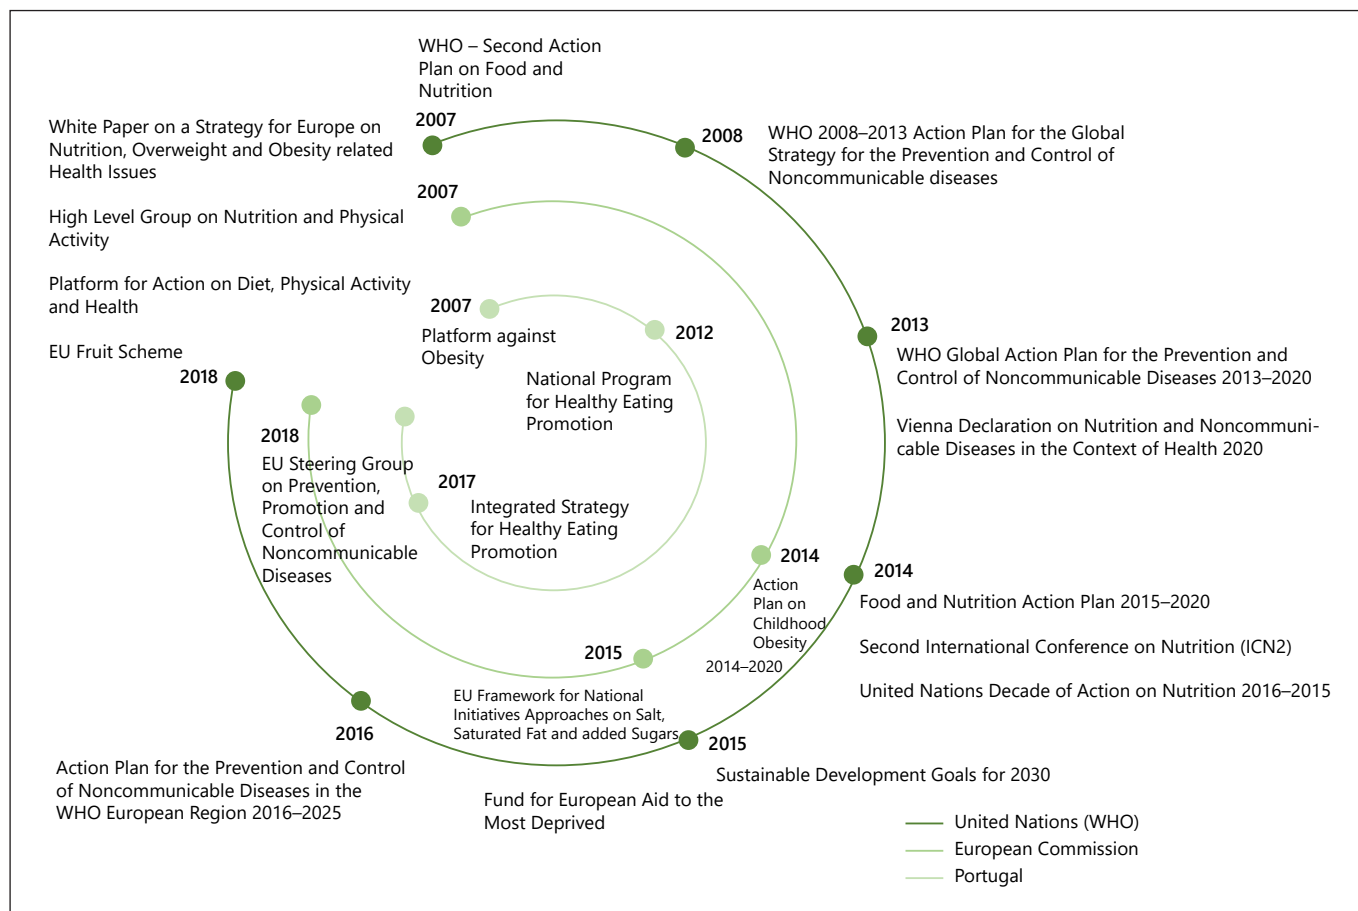 WHO – Second Action
Plan on Food and
Nutrition
2007
White Paper on a Strategy for Europe on
Nutrition, Overweight and Obesity related
Health Issues
High Level Group on Nutrition and Physical
Activity
Platform for Action on Diet, Physical Activity
and Health
EU Fruit Scheme
2007
2008
WHO 2008–2013 Action Plan for the Global
Strategy for the Prevention and Control of
Noncommunicable diseases
2007
Platform against
Obesity
2012
National Program
for Healthy Eating
Promotion
2013
WHO Global Action Plan for the Prevention and
Control of Noncommunicable Diseases 2013–2020
Vienna Declaration on Nutrition and Noncommuni-
cable Diseases in the Context of Health 2020
2018
2018
EU Steering Group
on Prevention,
Promotion and
Control of
Noncommunicable
Diseases
2017
Integrated Strategy
for Healthy Eating
Promotion
2014
Action
Plan on
Childhood
Obesity
2014–2020
2014
Food and Nutrition Action Plan 2015–2020
Second International Conference on Nutrition (ICN2)
United Nations Decade of Action on Nutrition 2016–2015
2015
EU Framework for National
Initiatives Approaches on Salt,
Saturated Fat and added Sugars
2015
Sustainable Development Goals for 2030
2016
Action Plan for the Prevention and Control
of Noncommunicable Diseases in the
WHO European Region 2016–2025
Fund for European Aid to the
Most Deprived
United Nations (WHO)
European Commission
Portugal